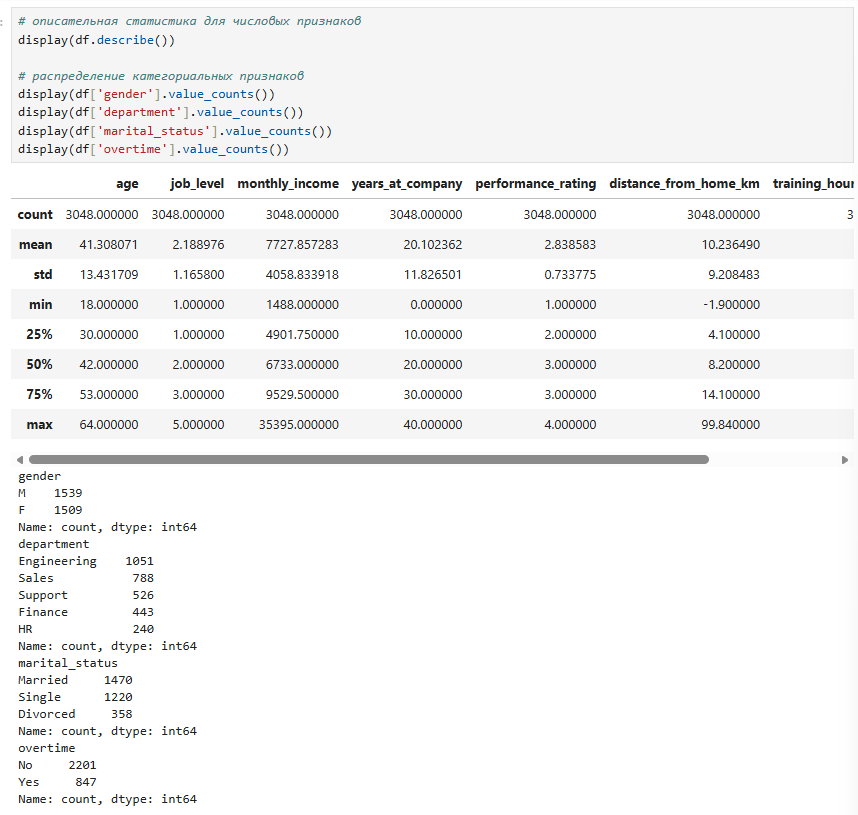 :
# описательная статистика для числовых признаков
display(df.describe())
# распределение категориальных признаков
display(df['gender'].value_counts())
display(df['department'].value_counts())
display(df['marital_status'].value_counts())
display(df['overtime'].value_counts())
age job_level monthly_income years_at_company performance_rating distance_from_home_km training_hour
count 3048.000000 3048.000000 3048.000000 3048.000000 3048.000000 3048.000000 3
mean 41.308071 2.188976 7727.857283 20.102362 2.838583 10.236490
std 13.431709 1.165800 4058.833918 11.826501 0.733775 9.208483
min 18.000000 1.000000 1488.000000 0.000000 1.000000 -1.900000
25% 30.000000 1.000000 4901.750000 10.000000 2.000000 4.100000
50% 42.000000 2.000000 6733.000000 20.000000 3.000000 8.200000
75% 53.000000 3.000000 9529.500000 30.000000 3.000000 14.100000
max 64.000000 5.000000 35395.000000 40.000000 4.000000 99.840000
gender
M 1539
F 1509
Name: count, dtype: int64
department
Engineering 1051
Sales 788
Support 526
Finance 443
HR 240
Name: count, dtype: int64
marital_status
Married 1470
Single 1220
Divorced 358
Name: count, dtype: int64
overtime
No 2201
Yes 847
Name: count, dtype: int64